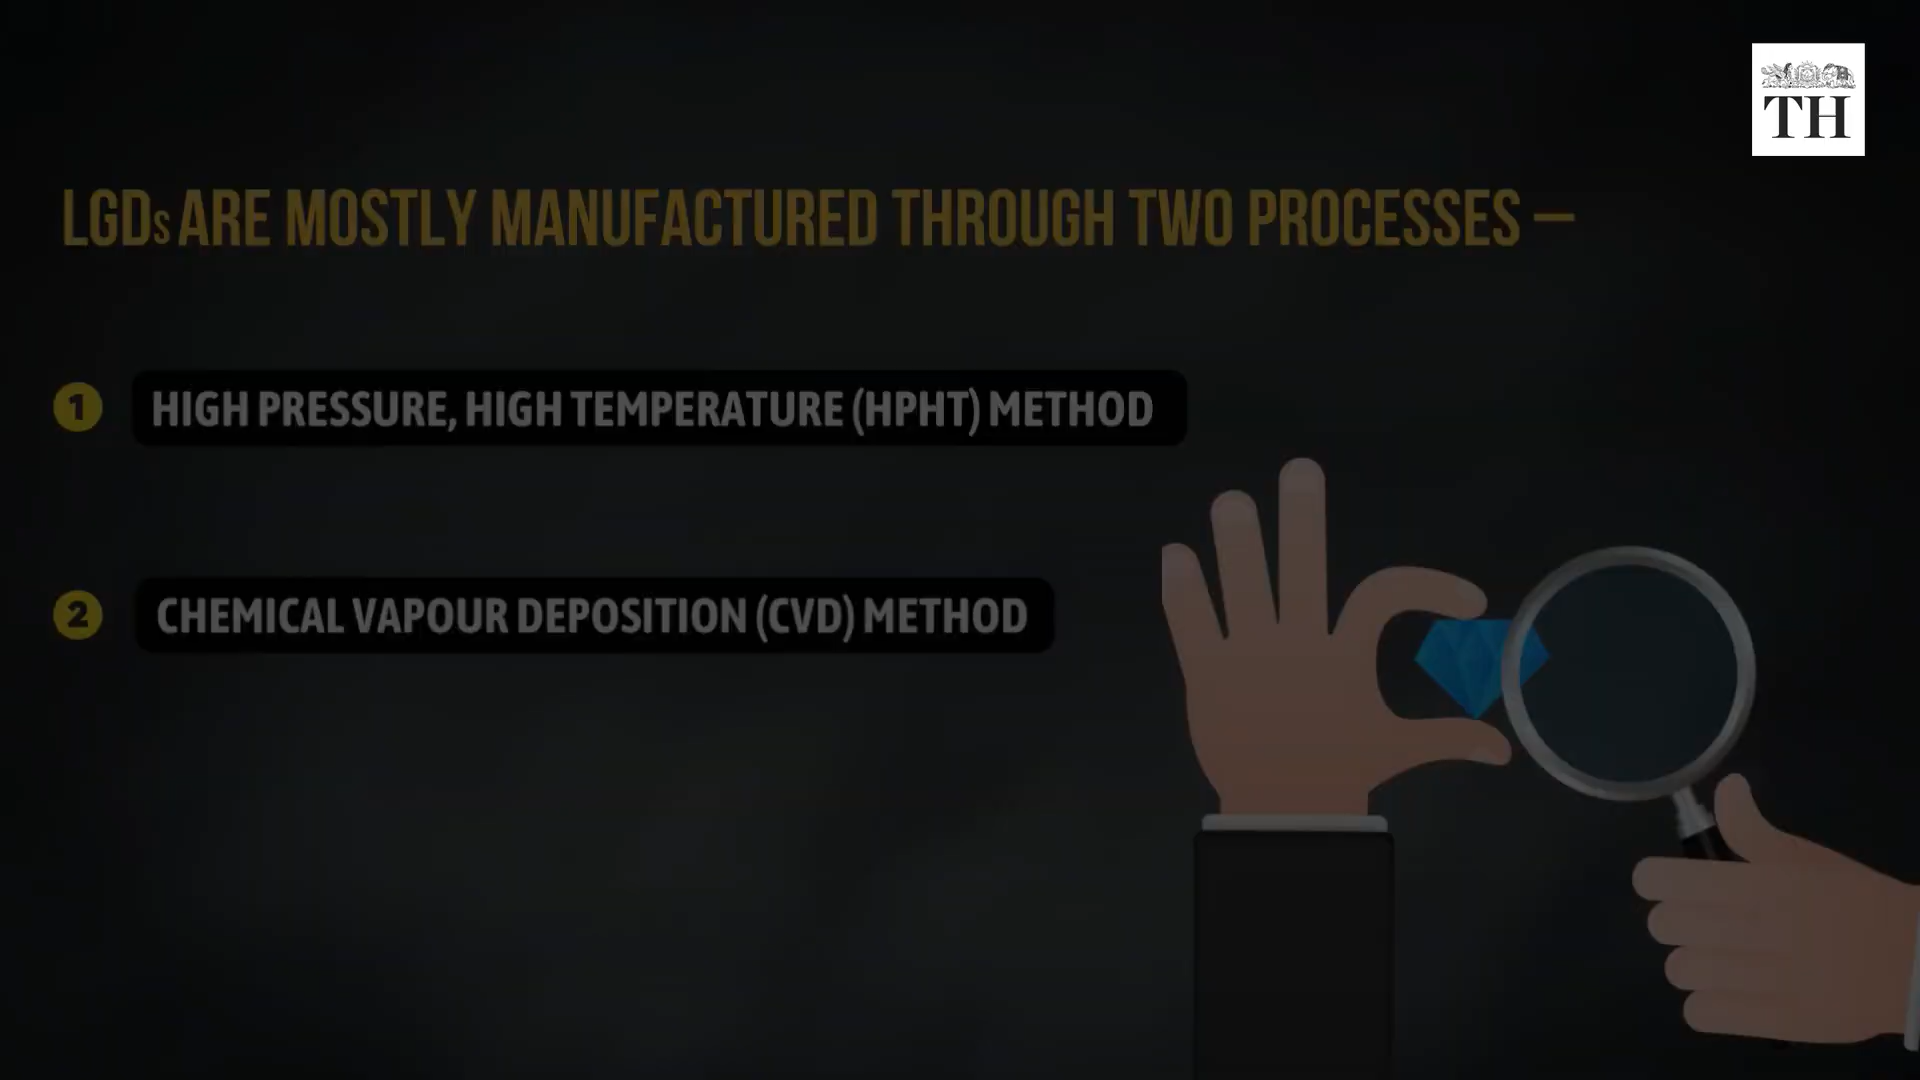 TH
LGDs ARE MOSTLY MANUFACTURED THROUGH TWO PROCESSES –
1 HIGH PRESSURE, HIGH TEMPERATURE (HPHT) METHOD
2 CHEMICAL VAPOUR DEPOSITION (CVD) METHOD